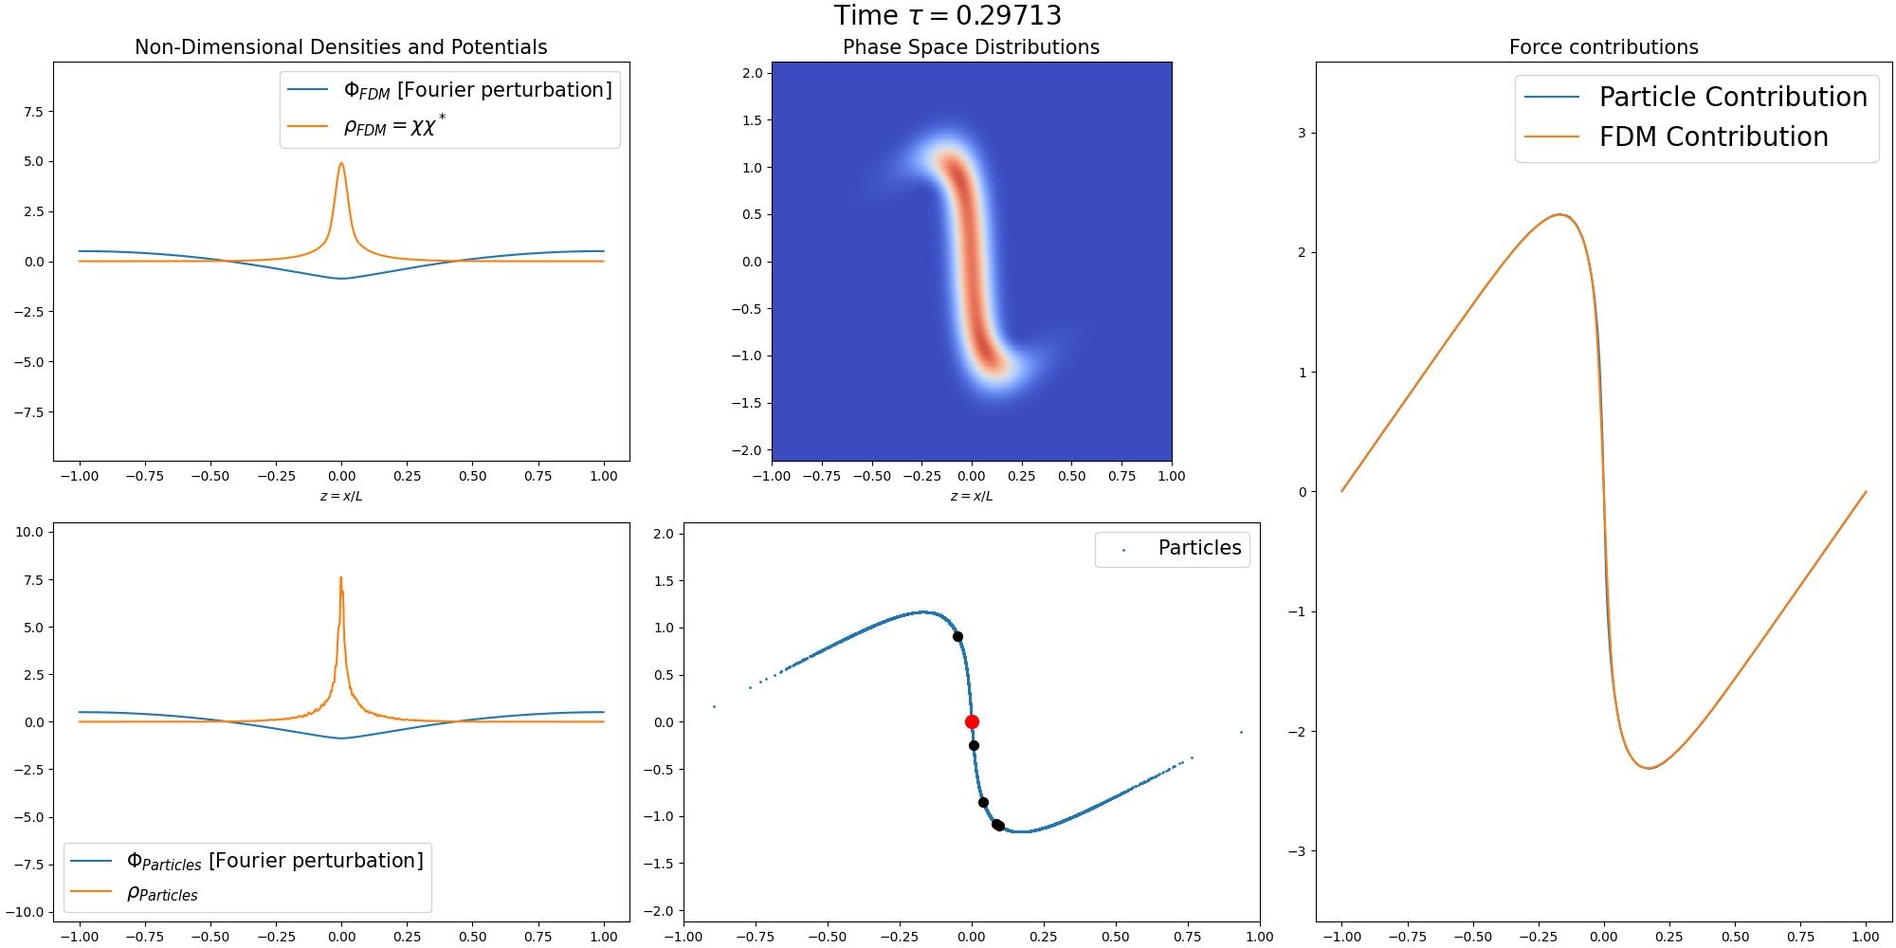 Time τ = 0.29713
Non-Dimensional Densities and Potentials
Φ_FDM [Fourier perturbation]
ρ_FDM = χχ*
7.5
5.0
2.5
0.0
−2.5
−5.0
−7.5
−1.00 −0.75 −0.50 −0.25 0.00 0.25 0.50 0.75 1.00
z = x/L
Phase Space Distributions
2.0
1.5
1.0
0.5
0.0
−0.5
−1.0
−1.5
−2.0
−1.00 −0.75 −0.50 −0.25 0.00 0.25 0.50 0.75 1.00
z = x/L
Force contributions
Particle Contribution
FDM Contribution
3
2
1
0
−1
−2
−3
−1.00 −0.75 −0.50 −0.25 0.00 0.25 0.50 0.75 1.00
10.0
7.5
5.0
2.5
0.0
−2.5
−5.0
−7.5
−10.0
Φ_Particles [Fourier perturbation]
ρ_Particles
−1.00 −0.75 −0.50 −0.25 0.00 0.25 0.50 0.75 1.00
Particles
2.0
1.5
1.0
0.5
0.0
−0.5
−1.0
−1.5
−2.0
−1.00 −0.75 −0.50 −0.25 0.00 0.25 0.50 0.75 1.00